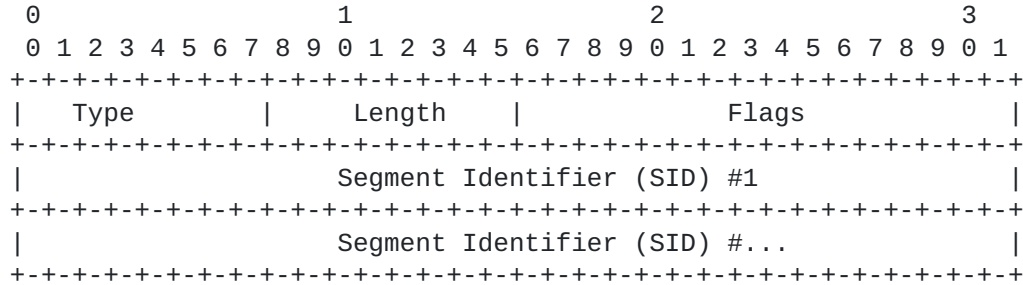 0                   1                   2                   3
 0 1 2 3 4 5 6 7 8 9 0 1 2 3 4 5 6 7 8 9 0 1 2 3 4 5 6 7 8 9 0 1
+-+-+-+-+-+-+-+-+-+-+-+-+-+-+-+-+-+-+-+-+-+-+-+-+-+-+-+-+-+-+-+-+
|   Type        |     Length    |             Flags             |
+-+-+-+-+-+-+-+-+-+-+-+-+-+-+-+-+-+-+-+-+-+-+-+-+-+-+-+-+-+-+-+-+
|                    Segment Identifier (SID) #1                |
+-+-+-+-+-+-+-+-+-+-+-+-+-+-+-+-+-+-+-+-+-+-+-+-+-+-+-+-+-+-+-+-+
|                    Segment Identifier (SID) #...              |
+-+-+-+-+-+-+-+-+-+-+-+-+-+-+-+-+-+-+-+-+-+-+-+-+-+-+-+-+-+-+-+-+